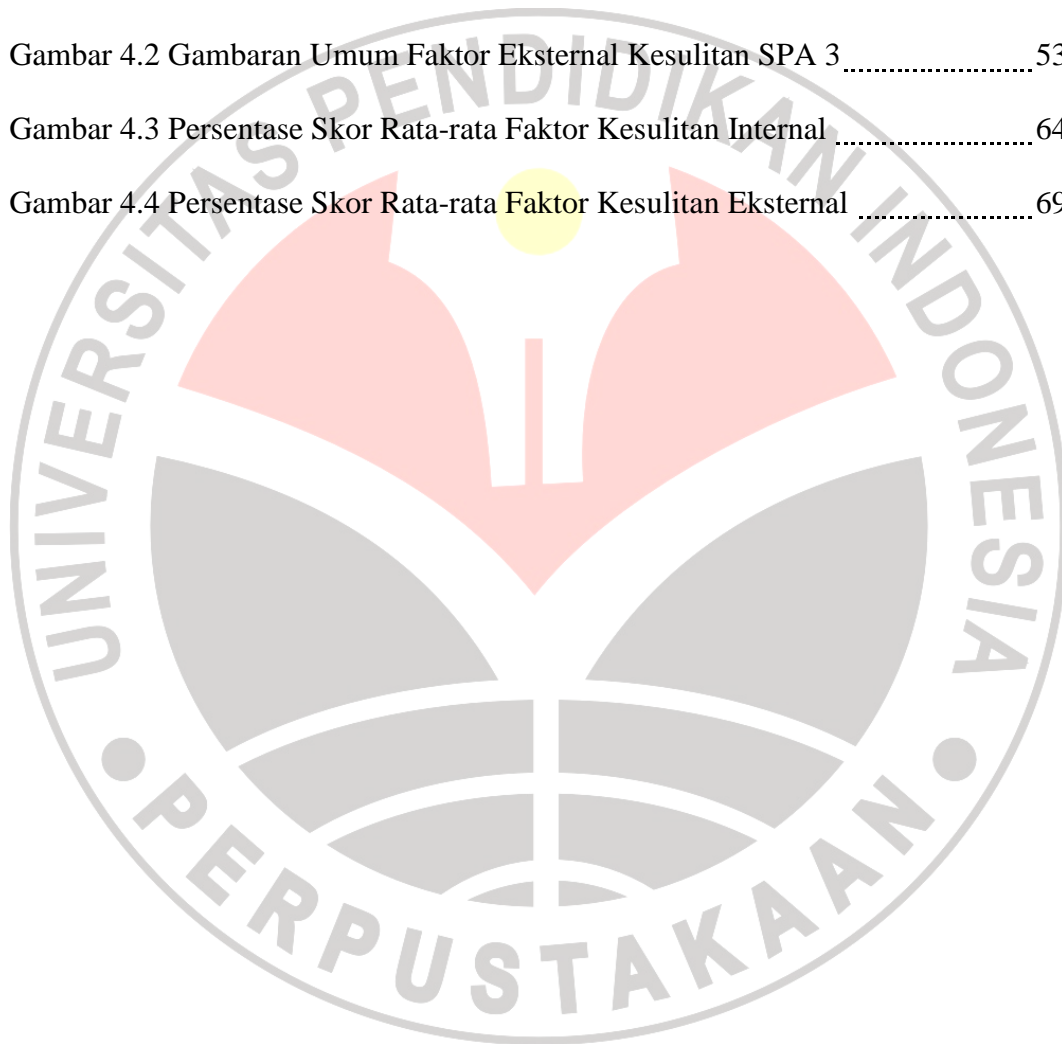 Gambar 4.2 Gambaran Umum Faktor Eksternal Kesulitan SPA 3 53
Gambar 4.3 Persentase Skor Rata-rata Faktor Kesulitan Internal 64
Gambar 4.4 Persentase Skor Rata-rata Faktor Kesulitan Eksternal 69
UNIVERSITAS PENDIDIKAN INDONESIA
PERPUSTAKAAN